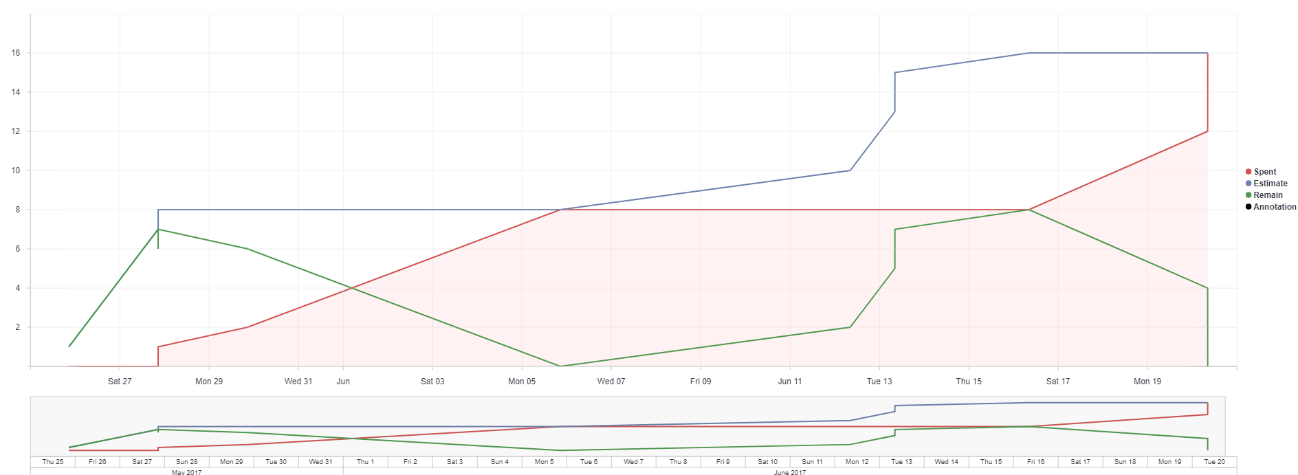 16
14
12
10
8
6
4
2
Sat 27 Mon 29 Wed 31 Jun Sat 03 Mon 05 Wed 07 Fri 09 Jun 11 Tue 13 Thu 15 Sat 17 Mon 19
Spent
Estimate
Remain
Annotation
Thu 25 Fri 26 Sat 27 Sun 28 Mon 29 Tue 30 Wed 31 Thu 1 Fri 2 Sat 3 Sun 4 Mon 5 Tue 6 Wed 7 Thu 8 Fri 9 Sat 10 Sun 11 Mon 12 Tue 13 Wed 14 Thu 15 Fri 16 Sat 17 Sun 18 Mon 19 Tue 20
May 2017 June 2017